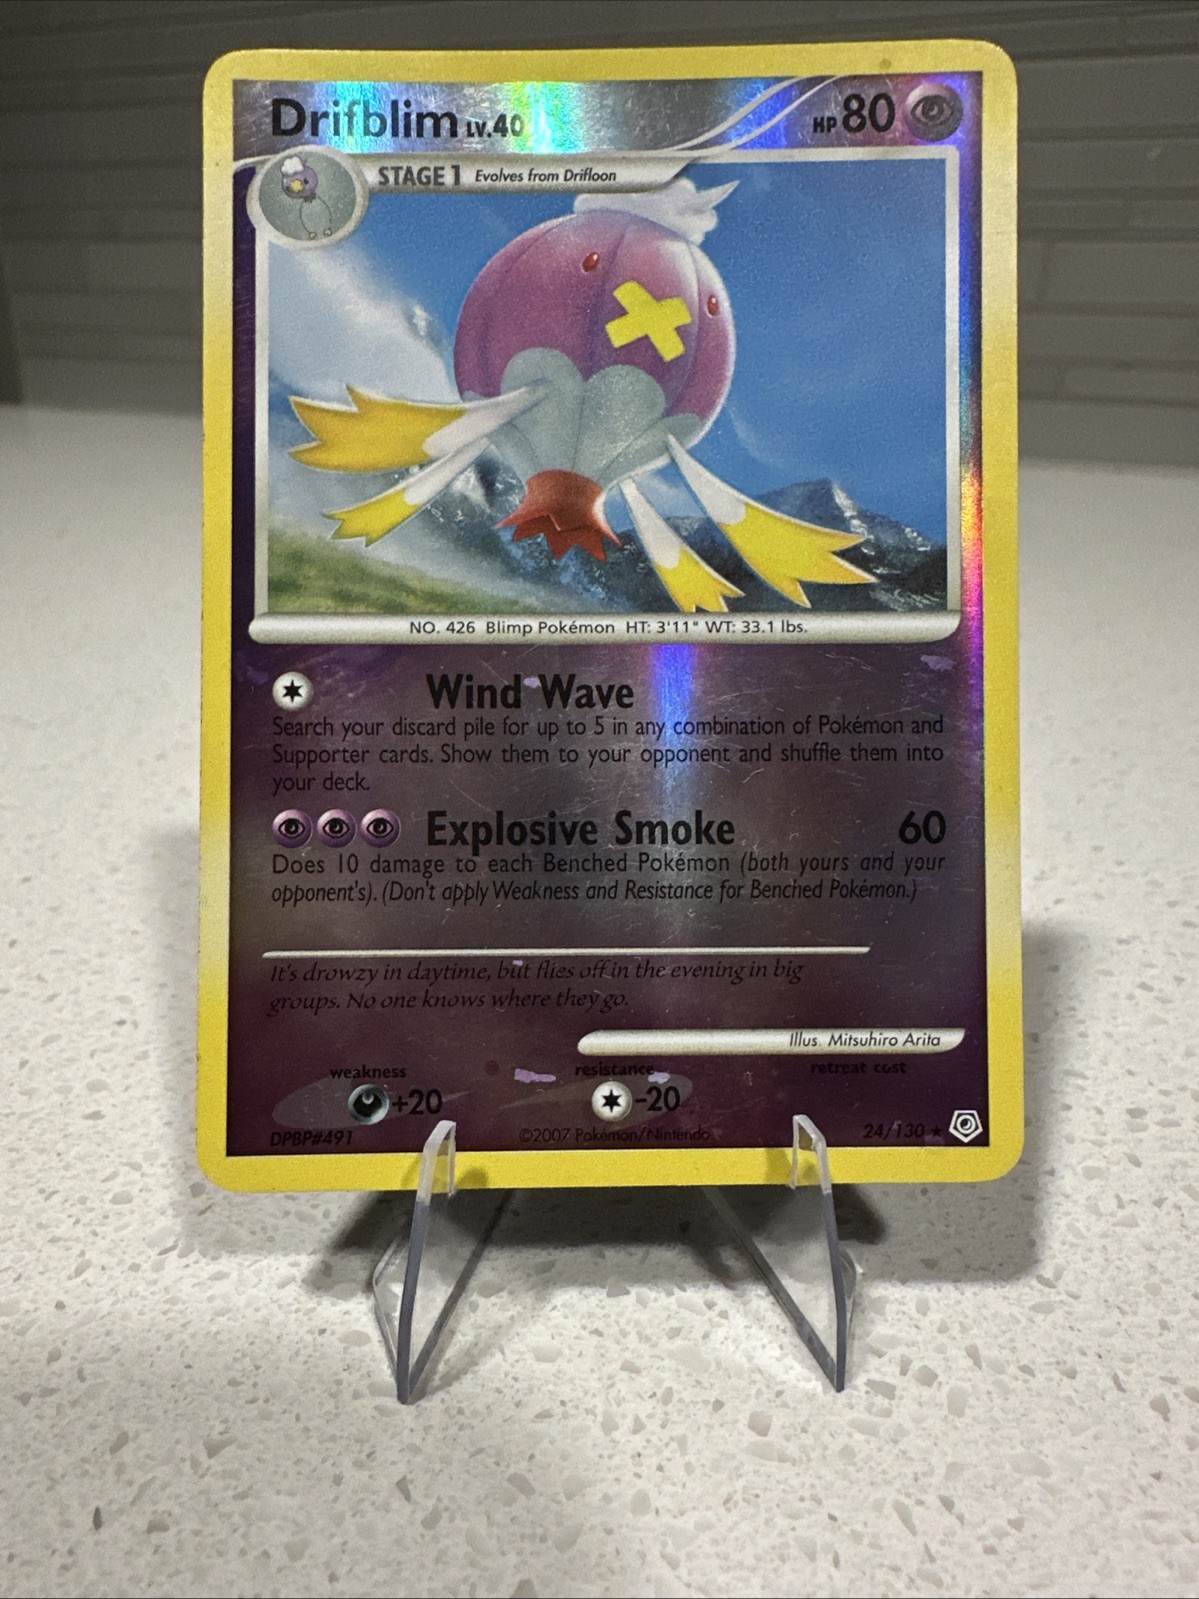 Drifblim LV.40 HP 80
STAGE 1 Evolves from Drifloon
NO. 426 Blimp Pokémon HT: 3'11" WT: 33.1 lbs.
Wind Wave
Search your discard pile for up to 5 in any combination of Pokémon and
Supporter cards. Show them to your opponent and shuffle them into
your deck.
Explosive Smoke 60
Does 10 damage to each Benched Pokémon (both yours and your
opponent's). (Don't apply Weakness and Resistance for Benched Pokémon.)
It's drowzy in daytime, but flies off in the evening in big
groups. No one knows where they go.
Illus. Mitsuhiro Arita
weakness resistance retreat cost
+20 -20
DPBP#491 ©2007 Pokémon/Nintendo 24/130 ★